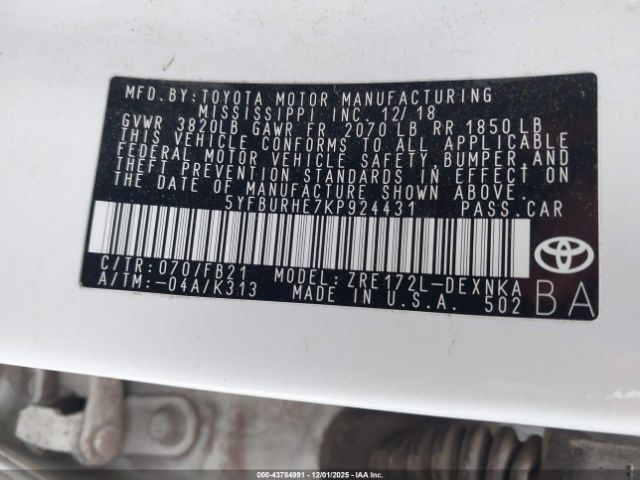 MFD. BY: TOYOTA MOTOR MANUFACTURING
MISSISSIPPI INC. 12/18
GVWR 3820LB GAWR FR 2070 LB RR 1850 LB
THIS VEHICLE CONFORMS TO ALL APPLICABLE
FEDERAL MOTOR VEHICLE SAFETY, BUMPER, AND
THEFT PREVENTION STANDARDS IN EFFECT ON
THE DATE OF MANUFACTURE SHOWN ABOVE.
5YFBURHE7KP924431 PASS. CAR
C/TR: 070/FB21 MODEL: ZRE172L-DEXNKA
A/TM: -04A/K313 MADE IN U.S.A. 502
BA
000-43784991 | 12/01/2025 | IAA Inc.